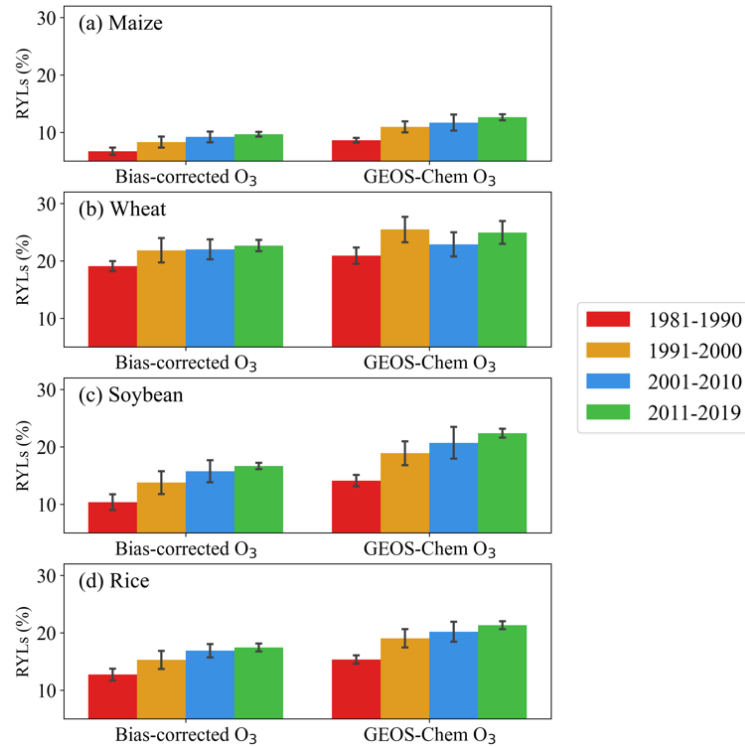 (a) Maize
RYLs (%)
30
20
10
Bias-corrected O₃
GEOS-Chem O₃
(b) Wheat
RYLs (%)
30
20
10
Bias-corrected O₃
GEOS-Chem O₃
(c) Soybean
RYLs (%)
30
20
10
Bias-corrected O₃
GEOS-Chem O₃
(d) Rice
RYLs (%)
30
20
10
Bias-corrected O₃
GEOS-Chem O₃
1981-1990
1991-2000
2001-2010
2011-2019